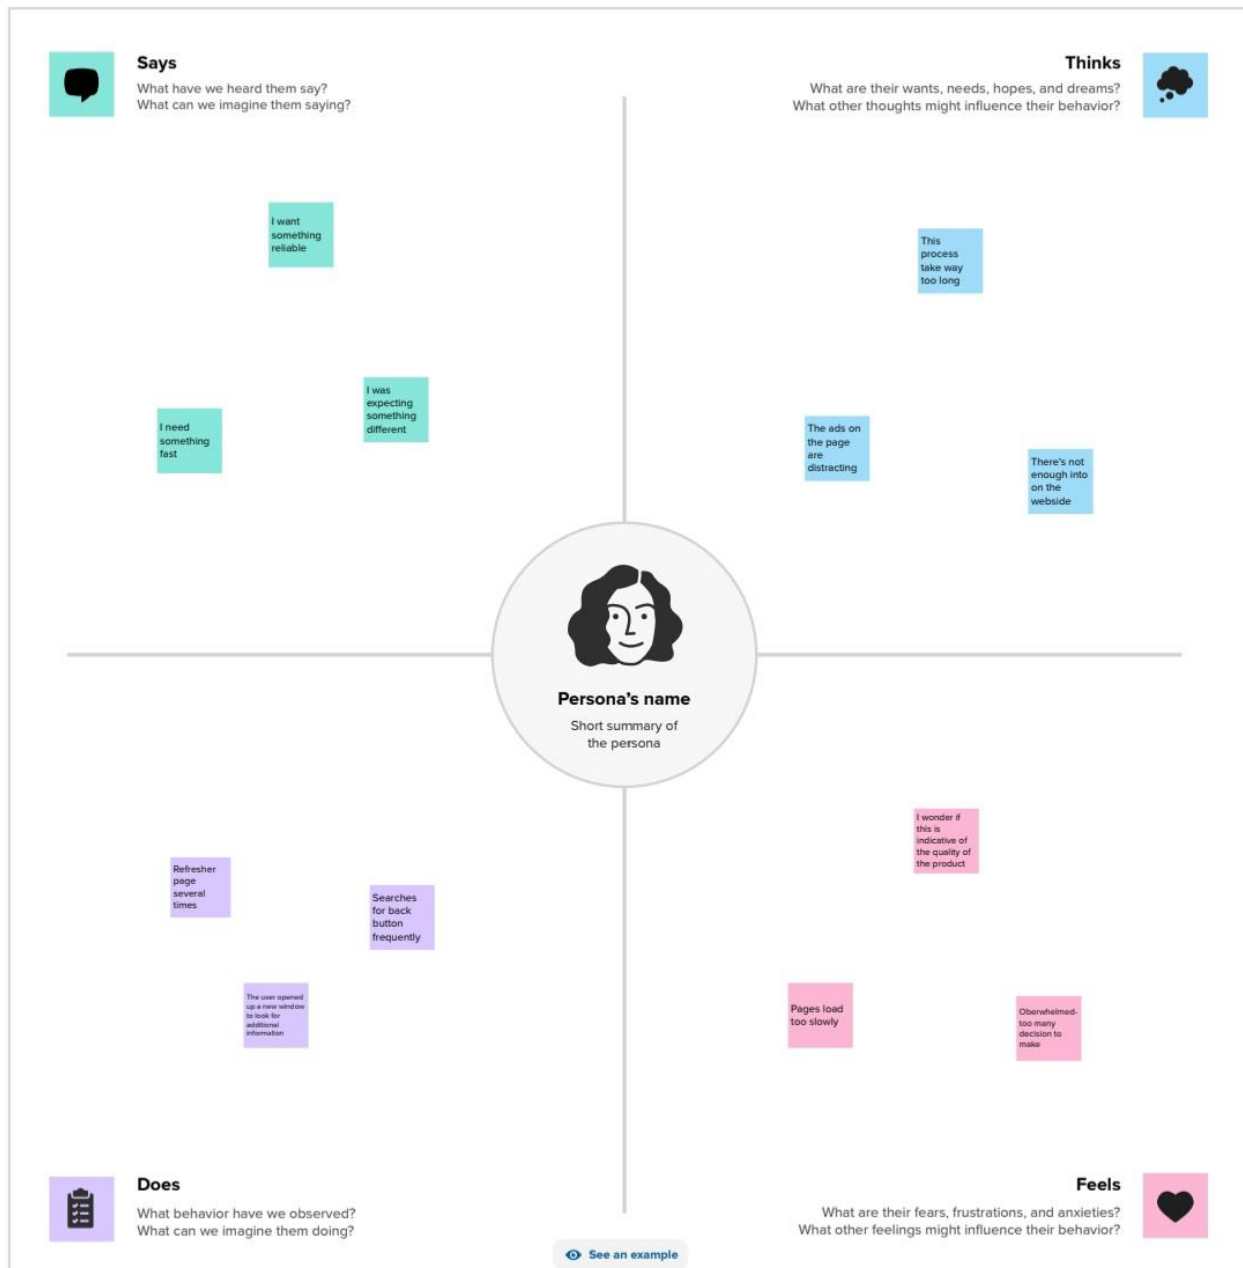 Says
What have we heard them say?
What can we imagine them saying?
Thinks
What are their wants, needs, hopes, and dreams?
What other thoughts might influence their behavior?
I want
something
reliable
I need
something
fast
I was
expecting
something
different
This
process
take way
too long
The ads on
the page
are
distracting
There's not
enough into
on the
webside
Persona's name
Short summary of
the persona
Refresher
page
several
times
Searches
for back
button
frequently
The user opened
up a new window
to look for
additional
information
I wonder if
this is
indicative of
the quality of
the product
Pages load
too slowly
Oberwhelmed-
too many
decision to
make
Does
What behavior have we observed?
What can we imagine them doing?
Feels
What are their fears, frustrations, and anxieties?
What other feelings might influence their behavior?
See an example